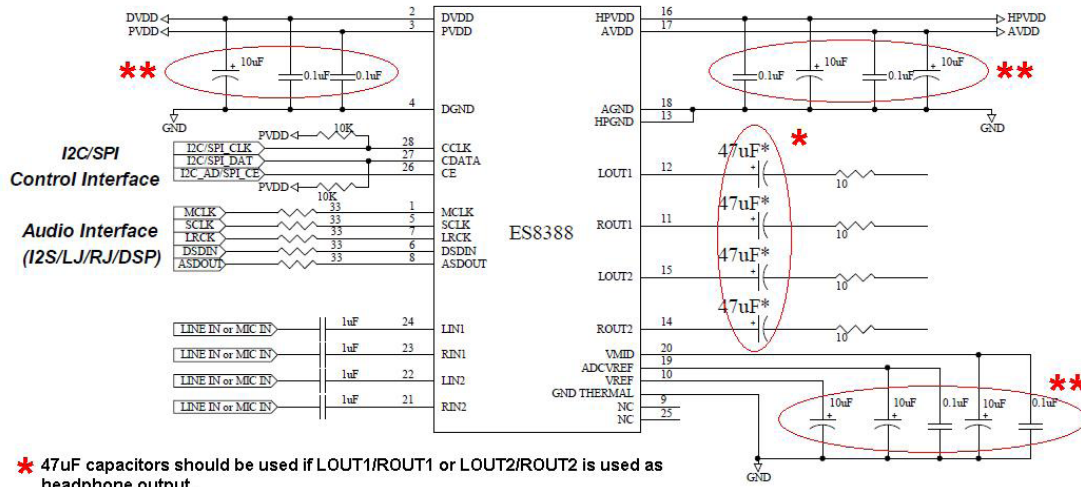 DVDD 2 DVDD HPVDD 16 HPVDD
PVDD 3 PVDD AVDD 17 AVDD
** + 10uF 0.1uF 0.1uF 0.1uF + 10uF 0.1uF + 10uF **
4 DGND AGND 18
HPGND 13
GND GND
PVDD 10K
I2C/SPI
Control Interface
I2C/SPI_CLK 28 CCLK
I2C/SPI_DAT 27 CDATA
I2C_AD/SPI_CE 26 CE
PVDD 10K
*
47uF*
LOUT1 12 + 10
47uF*
ROUT1 11 + 10
47uF*
LOUT2 15 + 10
47uF*
ROUT2 14 + 10
Audio Interface
(I2S/LJ/RJ/DSP)
MCLK 33 1 MCLK
SCLK 33 5 SCLK
LRCK 33 7 LRCK
DSDIN 33 6 DSDIN
ASDOUT 33 8 ASDOUT
ES8388
LINE IN or MIC IN 1uF 24 LIN1
LINE IN or MIC IN 1uF 23 RIN1
LINE IN or MIC IN 1uF 22 LIN2
LINE IN or MIC IN 1uF 21 RIN2
VMID 20
ADCVREF 19
VREF 10
GND THERMAL
NC 9
NC 25
+ 10uF + 10uF 0.1uF + 10uF 0.1uF **
GND
* 47uF capacitors should be used if LOUT1/ROUT1 or LOUT2/ROUT2 is used as
headphone output